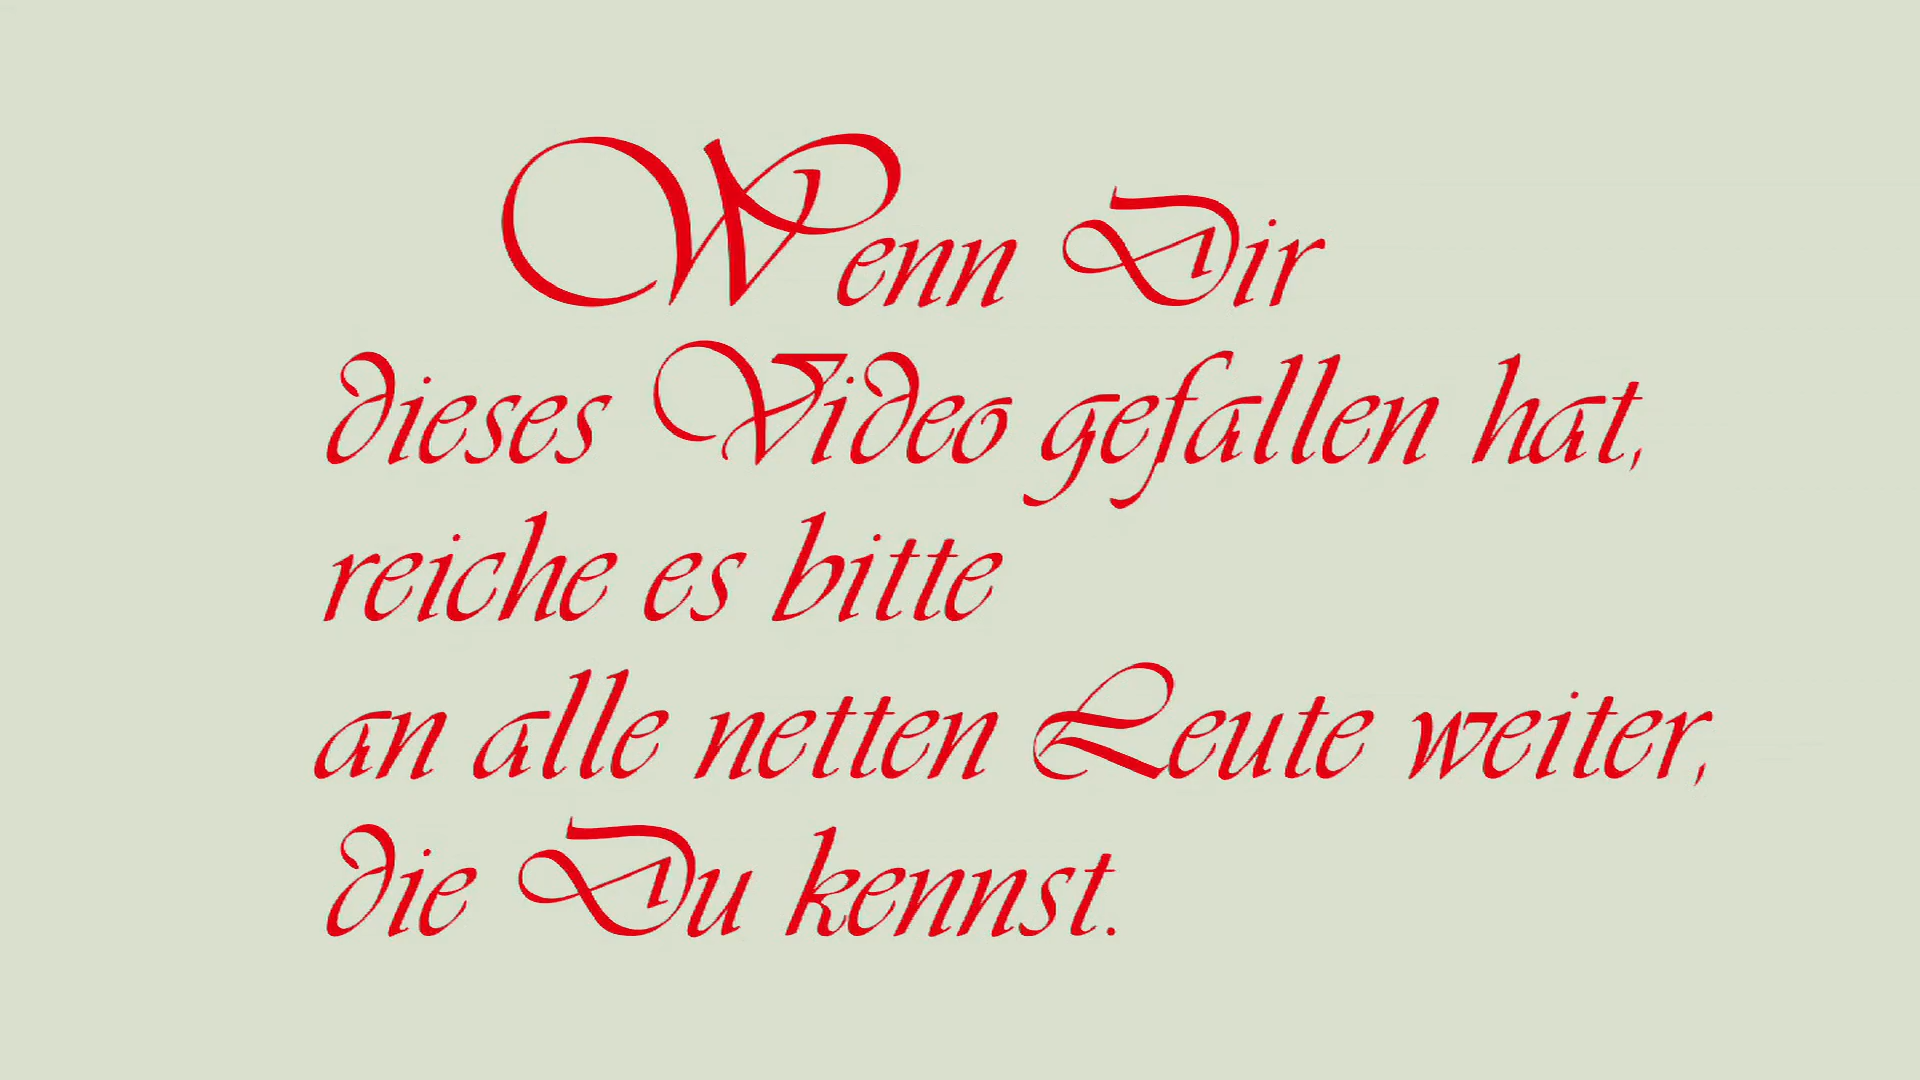 Wenn Dir
dieses Video gefallen hat,
reiche es bitte
an alle netten Leute weiter,
die Du kennst.